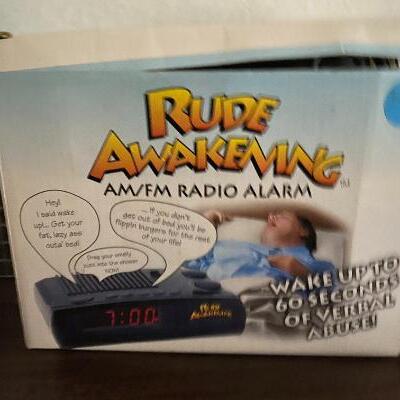 RUDE
AWAKENING
TM
AM/FM RADIO ALARM
Hey!
I said wake
up!... Get your
fat, lazy ass
outa' bed!
... If you don't
get out of bed you'll be
flippin burgers for the rest
of your life!
Drag your smelly
into the shower
NOW!
7:00
RUDE
AWAKENING
WAKE UP TO
60 SECONDS
OF VERBAL
ABUSE!